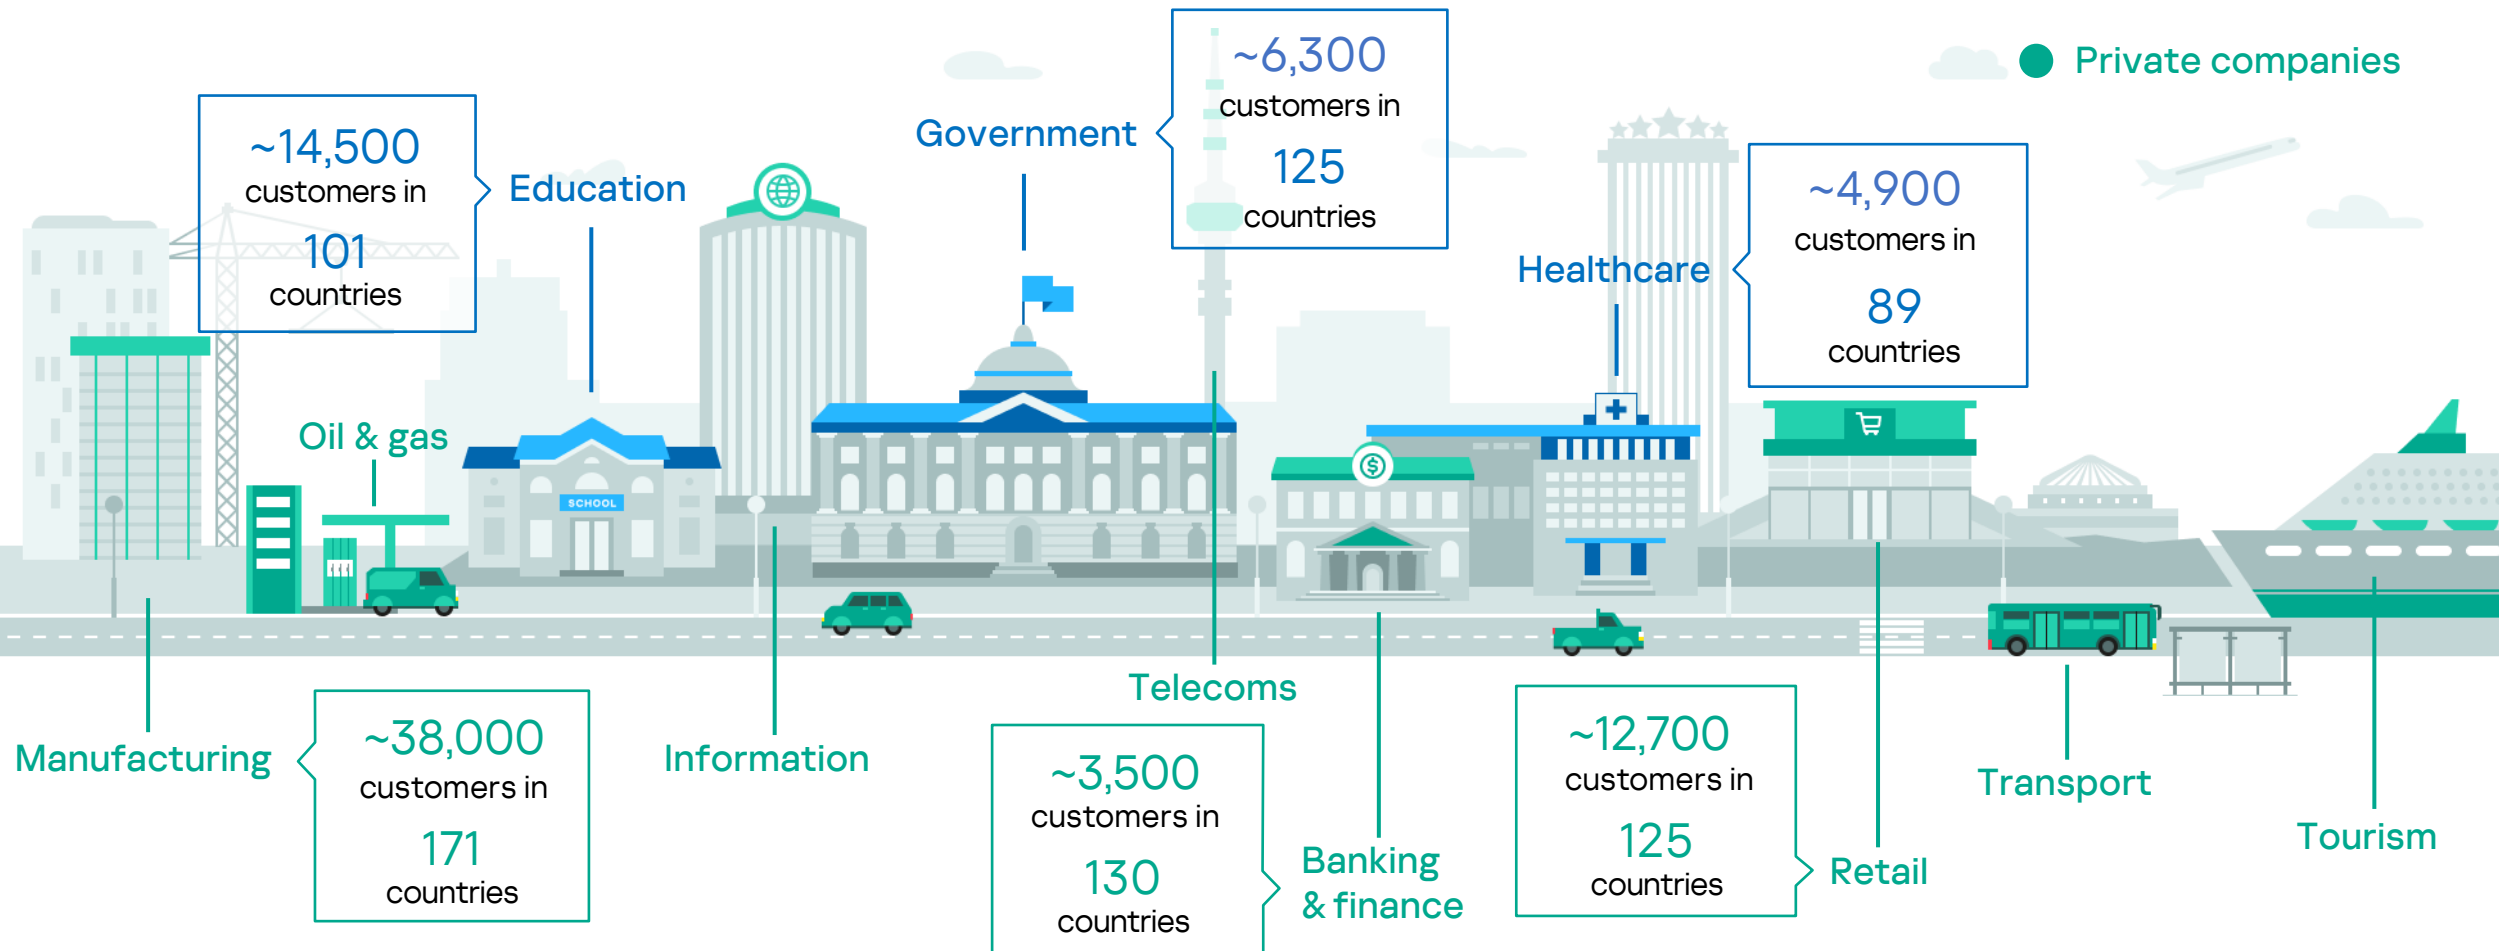 Private companies
~14,500
customers in
101
countries
Education
Government
~6,300
customers in
125
countries
Healthcare
~4,900
customers in
89
countries
Oil & gas
SCHOOL
Manufacturing
~38,000
customers in
171
countries
Information
Telecoms
~3,500
customers in
130
countries
Banking
& finance
~12,700
customers in
125
countries
Retail
Transport
Tourism